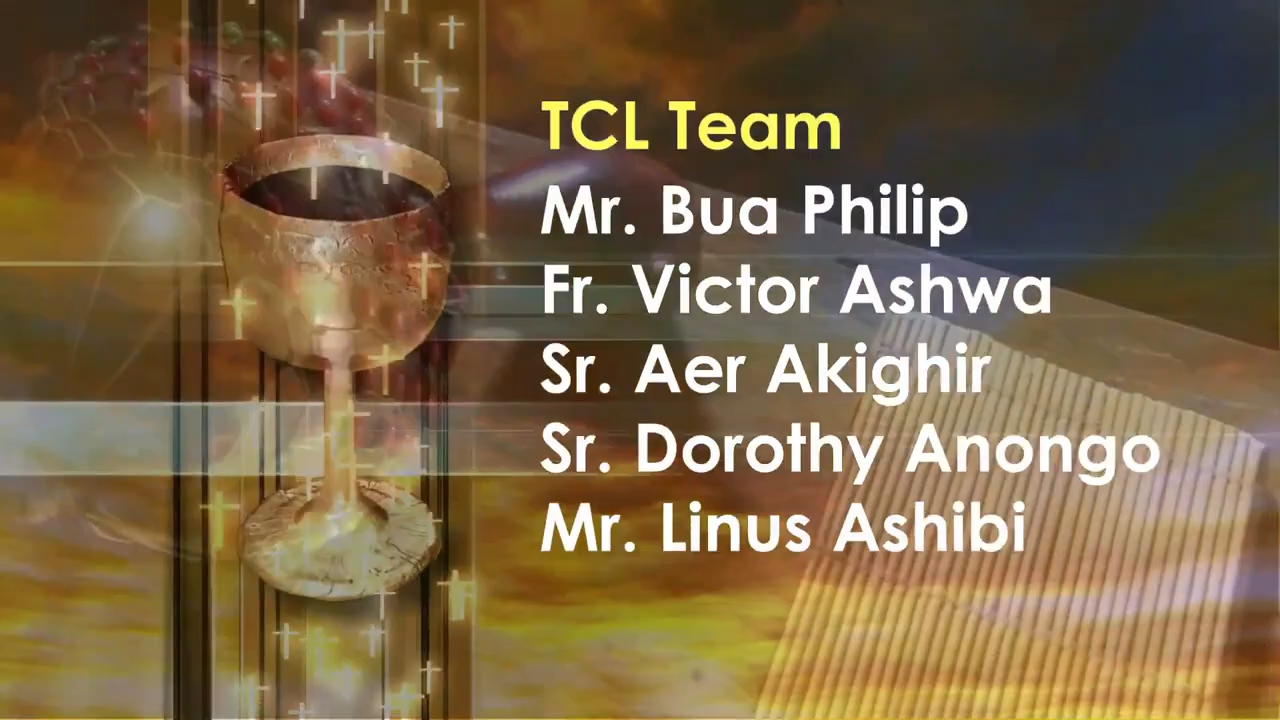 TCL Team
Mr. Bua Philip
Fr. Victor Ashwa
Sr. Aer Akighir
Sr. Dorothy Anongo
Mr. Linus Ashibi